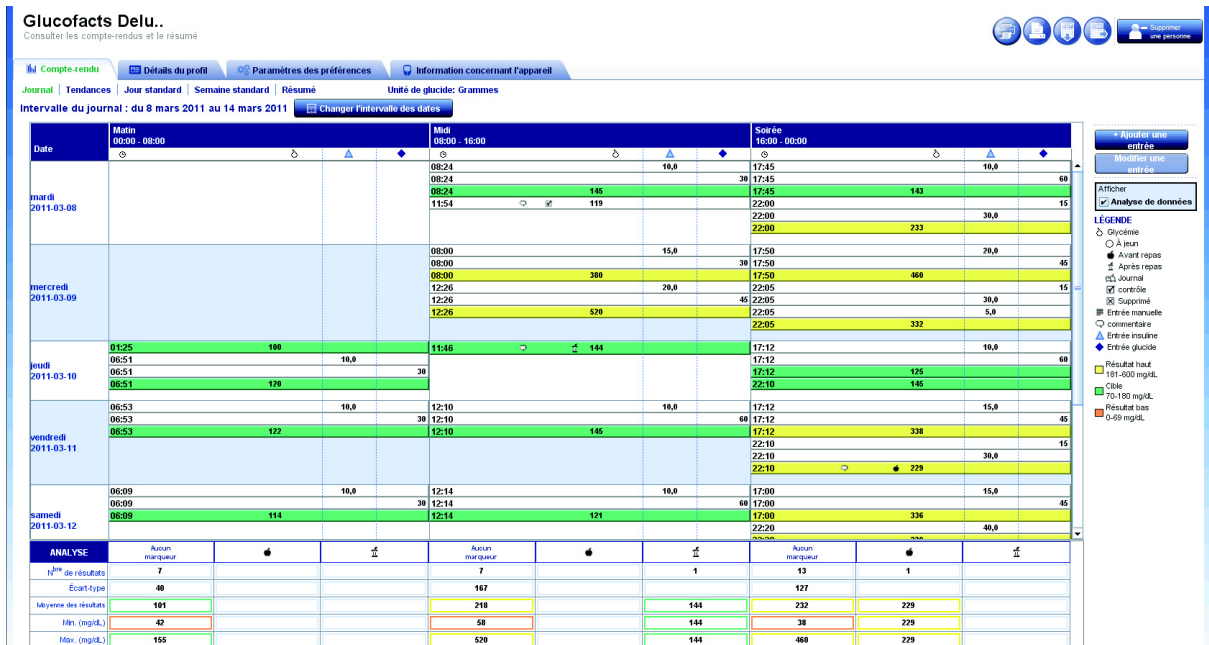 Glucofacts Delu..
Consulter les compte-rendus et le résumé
Supprimer
une personne
Compte-rendu Détails du profil Paramètres des préférences Information concernant l'appareil
Journal Tendances Jour standard Semaine standard Résumé Unité de glucide: Grammes
Intervalle du journal : du 8 mars 2011 au 14 mars 2011 Changer l'intervalle des dates
Date
Matin
00:00 - 08:00
Midi
08:00 - 16:00
Soirée
16:00 - 00:00
mardi
2011-03-08
08:24 10,0 17:45 10,0
08:24 30 17:45 60
08:24 145 17:45 143
11:54 119 22:00 15
22:00 30,0
22:00 233
mercredi
2011-03-09
08:00 15,0 17:50 20,0
08:00 30 17:50 45
08:00 380 17:50 460
12:26 20,0 22:05 15
12:26 45 22:05 30,0
12:26 520 22:05 5,0
22:05 332
jeudi
2011-03-10
01:25 100 11:46 144 17:12 10,0
06:51 10,0 17:12 60
06:51 30 17:12 125
06:51 120 22:10 145
vendredi
2011-03-11
06:53 10,0 12:10 10,0 17:12 15,0
06:53 30 12:10 60 17:12 45
06:53 122 12:10 145 17:12 338
22:10 15
22:10 30,0
22:10 229
samedi
2011-03-12
06:09 10,0 12:14 10,0 17:00 15,0
06:09 30 12:14 60 17:00 45
06:09 114 12:14 121 17:00 336
22:20 40,0
ANALYSE Aucun marqueur Aucun marqueur Aucun marqueur
Nbre de résultats 7 7 1 13 1
Écart-type 40 167 127
Moyenne des résultats 101 218 144 232 229
Min. (mg/dL) 42 58 144 38 229
Max. (mg/dL) 155 520 144 460 229
+ Ajouter une
entrée
Modifier une
entrée
Afficher
Analyse de données
LÉGENDE
Glycémie
À jeun
Avant repas
Après repas
Journal
contrôle
Supprimé
Entrée manuelle
commentaire
Entrée insuline
Entrée glucide
Résultat haut
181-600 mg/dL
Cible
70-180 mg/dL
Résultat bas
0-69 mg/dL